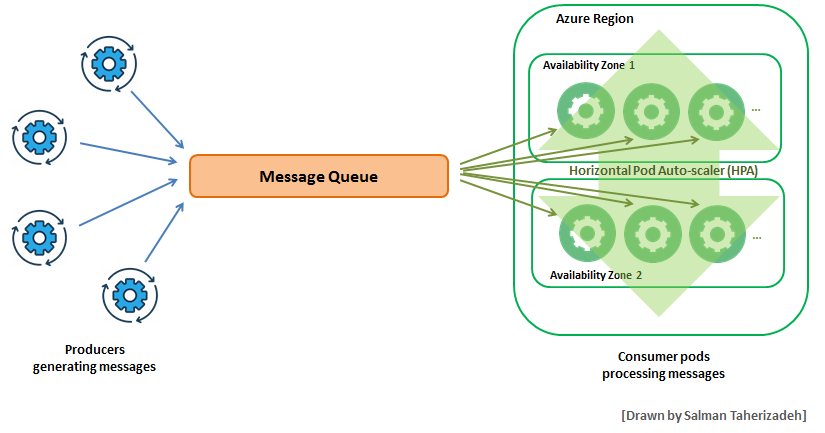 Azure Region
Availability Zone 1
...
Message Queue
Horizontal Pod Auto-scaler (HPA)
...
Availability Zone 2
Producers
generating messages
Consumer pods
processing messages
[Drawn by Salman Taherizadeh]